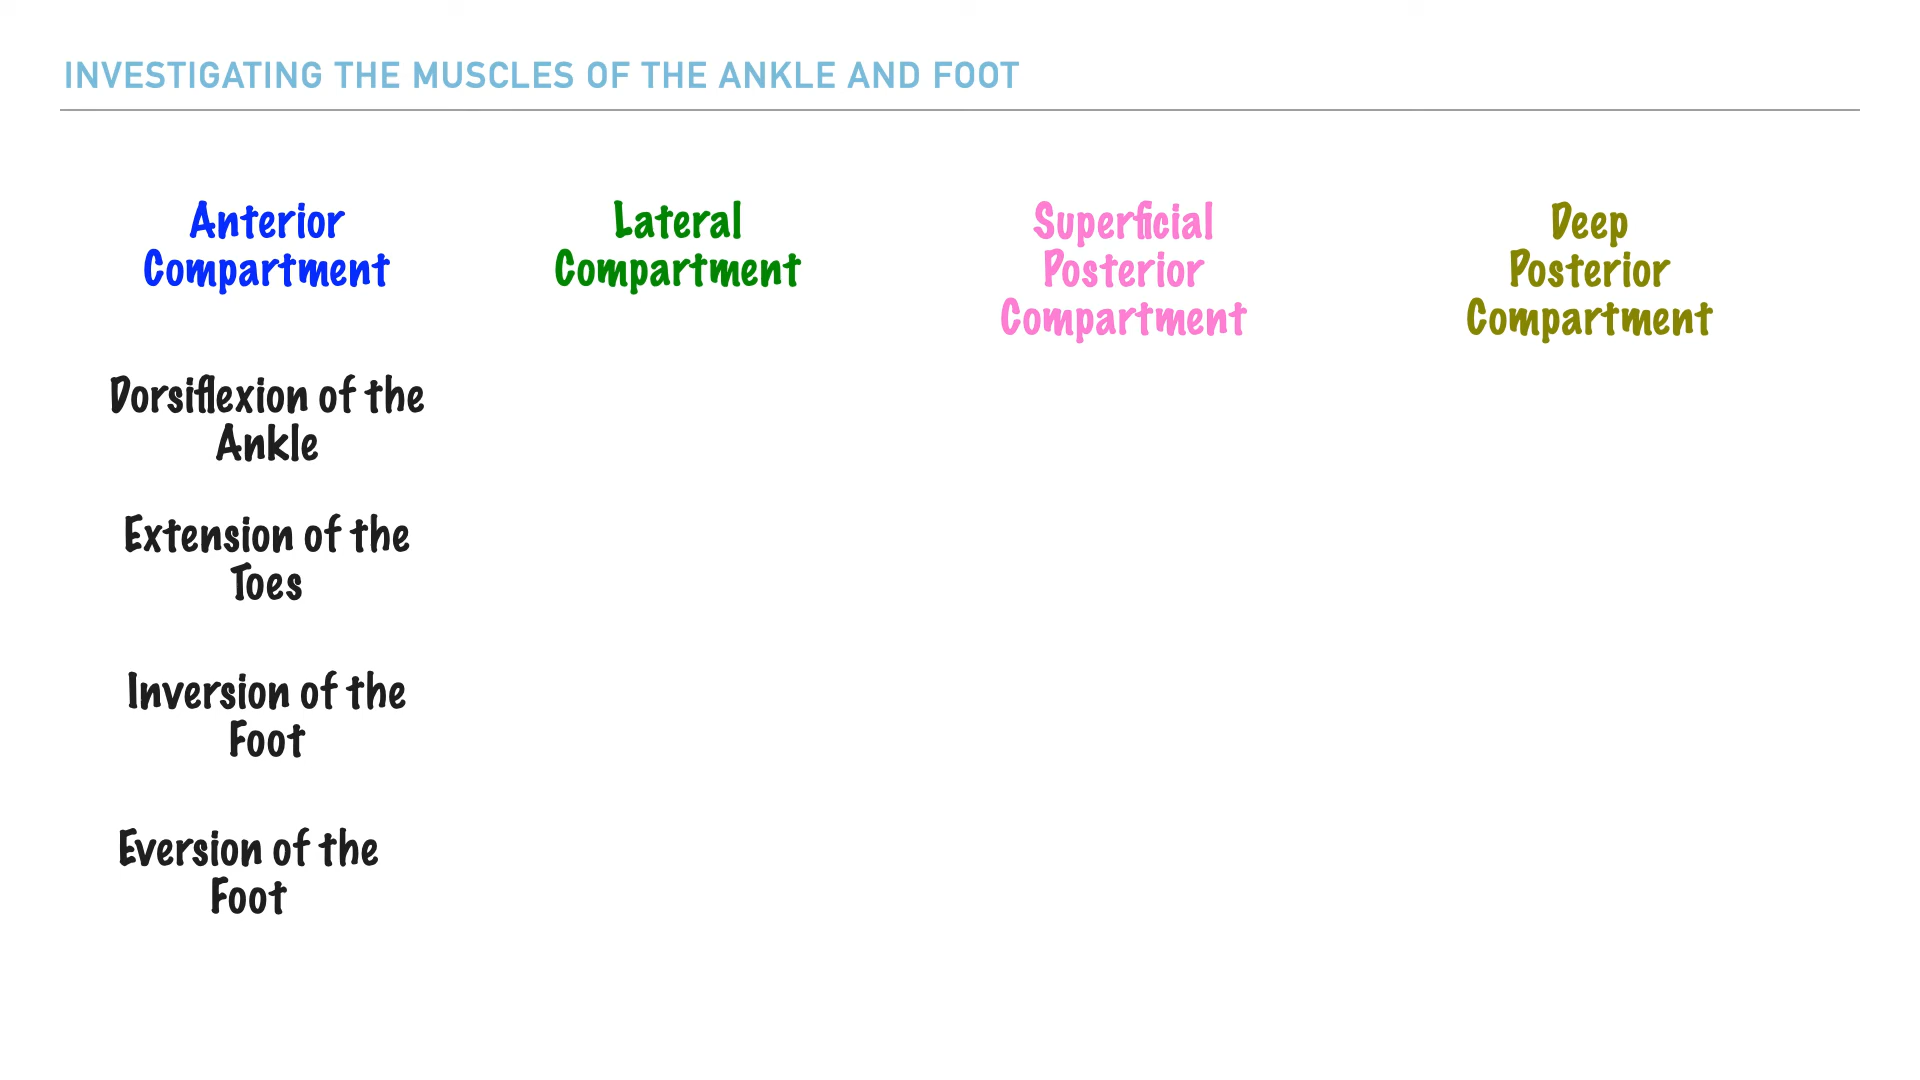 INVESTIGATING THE MUSCLES OF THE ANKLE AND FOOT
Anterior
Compartment
Lateral
Compartment
Superficial
Posterior
Compartment
Deep
Posterior
Compartment
Dorsiflexion of the
Ankle
Extension of the
Toes
Inversion of the
Foot
Eversion of the
Foot